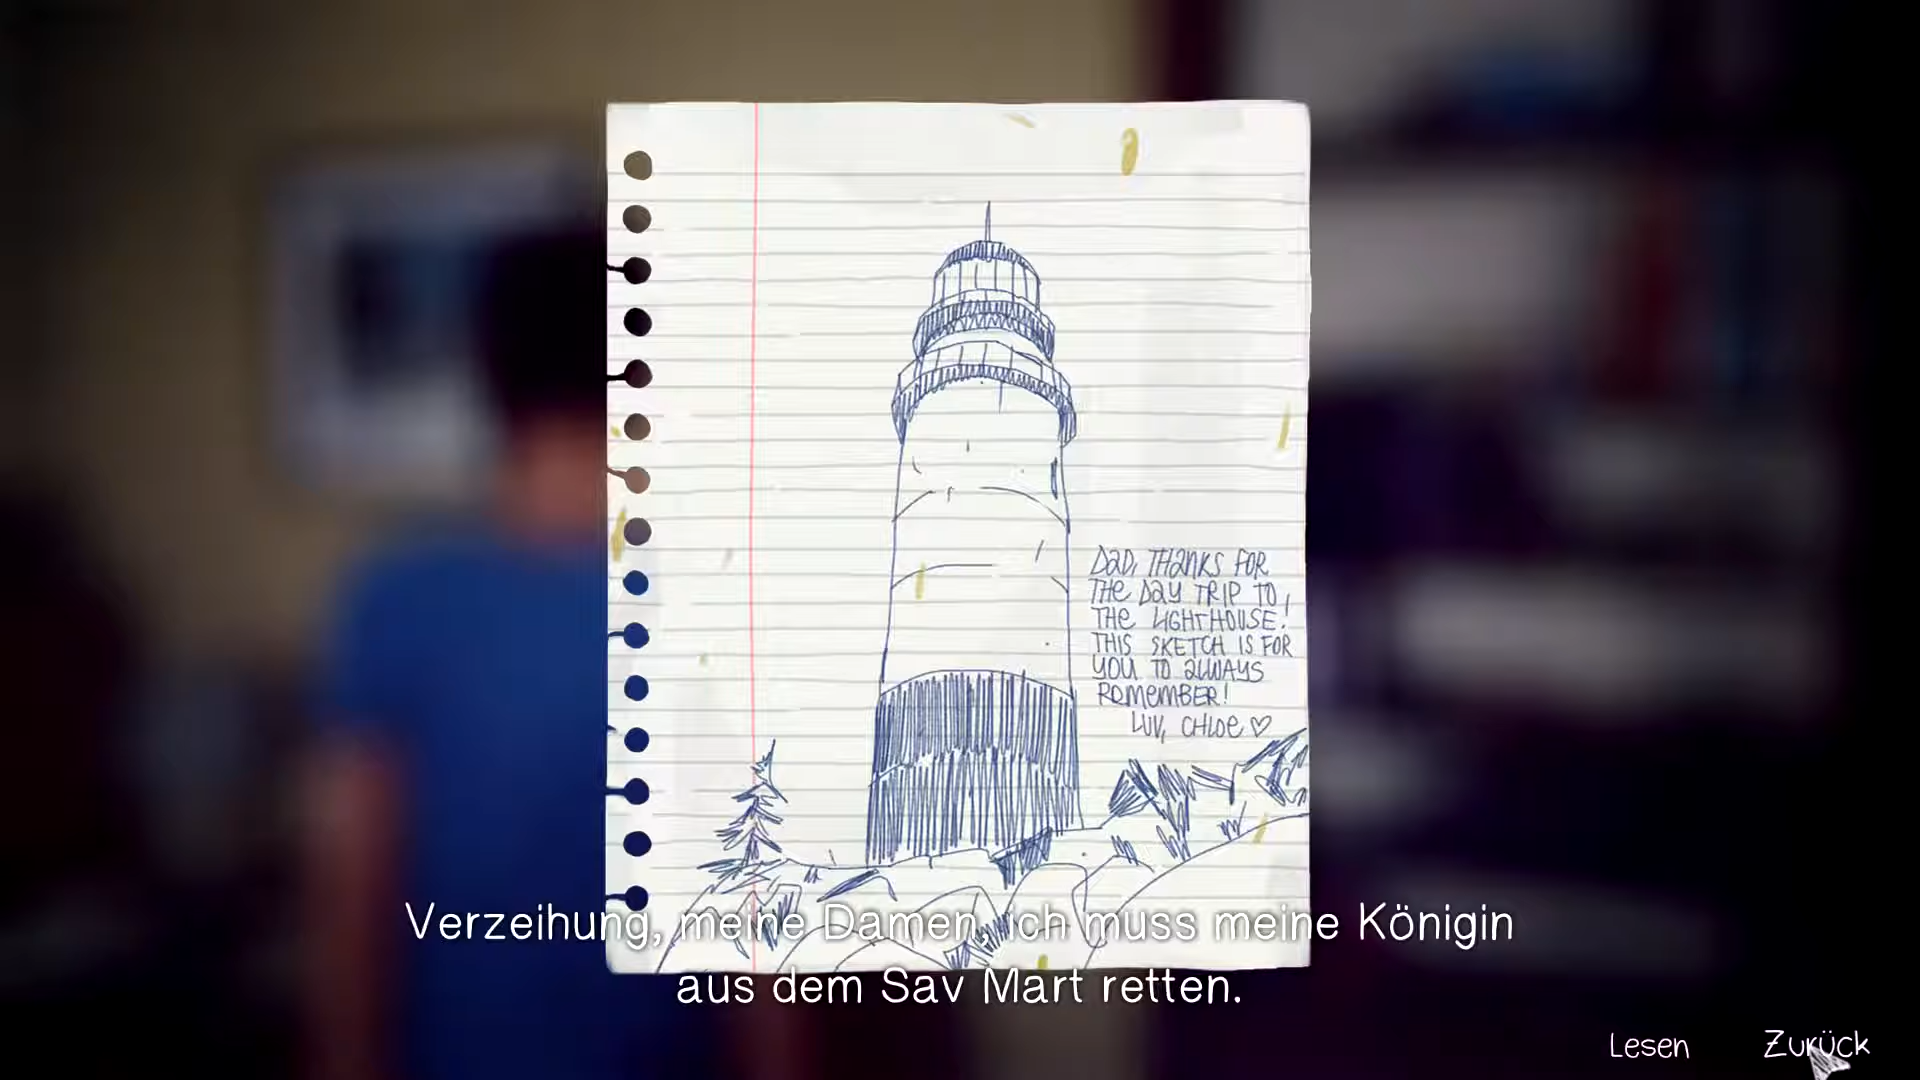 DAD, THANKS FOR
THE DAY TRIP TO
THE LIGHTHOUSE!
THIS SKETCH IS FOR
YOU TO ALWAYS
REMEMBER!
LUV, CHLOE♡
Verzeihung, meine Damen, ich muss meine Königin
aus dem Sav Mart retten.
Lesen Zurück